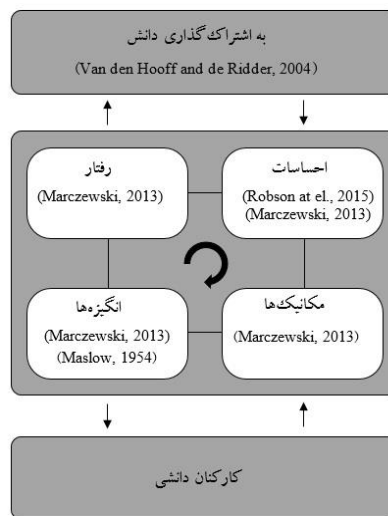 به اشتراک‌گذاری دانش
(Van den Hooff and de Ridder, 2004)
احساسات
(Robson at el., 2015)
(Marczewski, 2013)
رفتار
(Marczewski, 2013)
مکانیک‌ها
(Marczewski, 2013)
انگیزه‌ها
(Marczewski, 2013)
(Maslow, 1954)
کارکنان دانشی